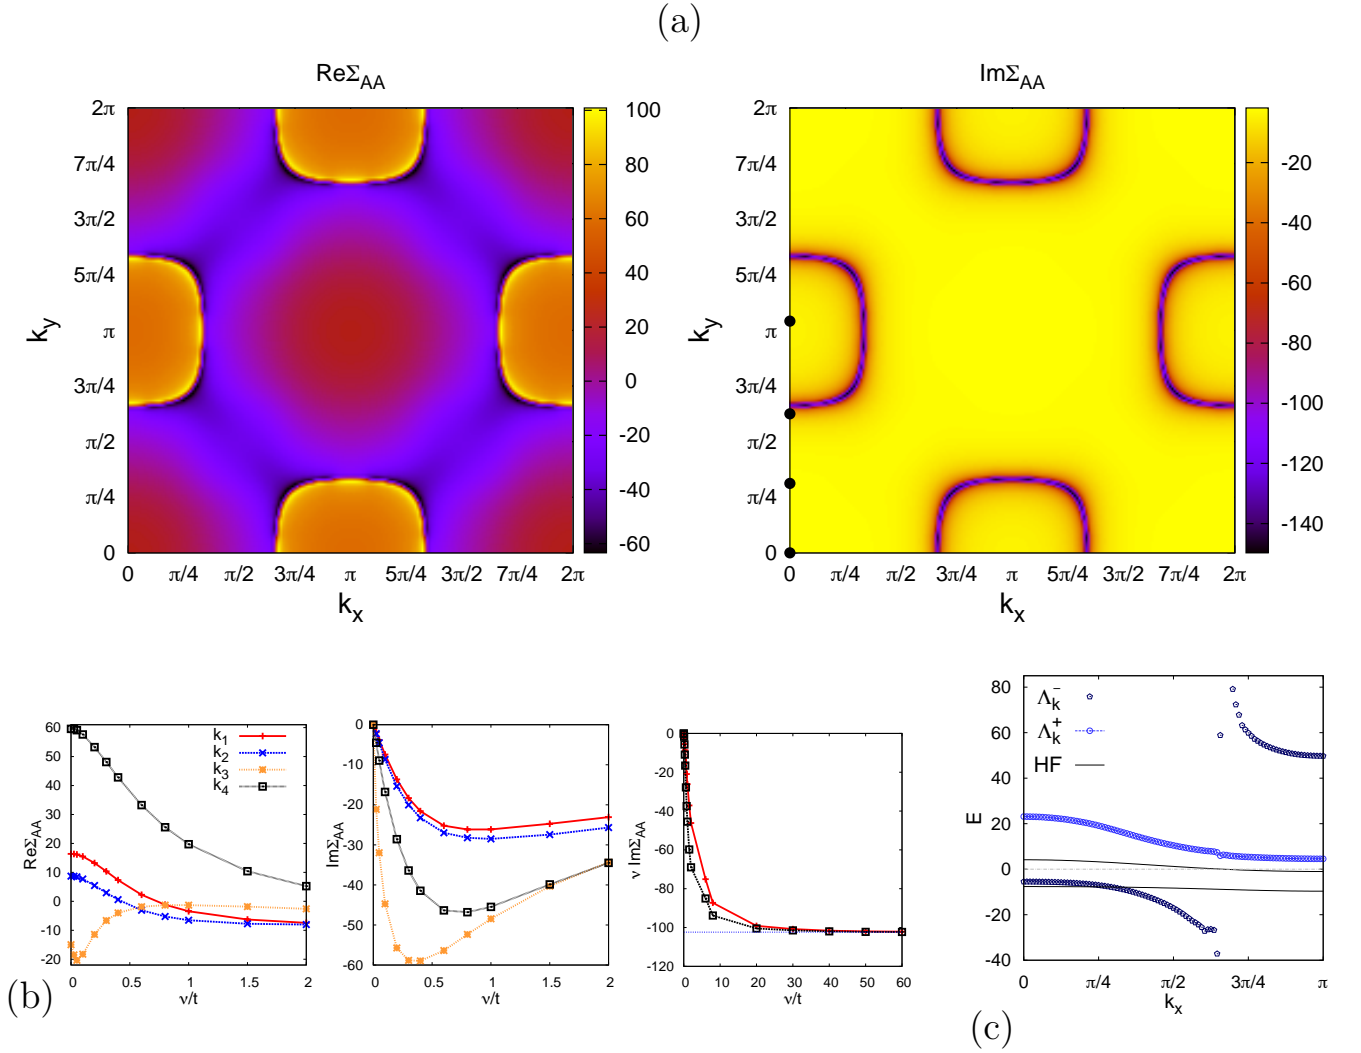 (a)
ReΣ_AA
ImΣ_AA
2π
7π/4
3π/2
5π/4
π
3π/4
π/2
π/4
0
k_y
0 π/4 π/2 3π/4 π 5π/4 3π/2 7π/4 2π
k_x
100
80
60
40
20
0
-20
-40
-60
2π
7π/4
3π/2
5π/4
π
3π/4
π/2
π/4
0
k_y
0 π/4 π/2 3π/4 π 5π/4 3π/2 7π/4 2π
k_x
-20
-40
-60
-80
-100
-120
-140
(b)
60
50
40
30
20
10
0
-10
-20
ReΣ_AA
k_1
k_2
k_3
k_4
0 0.5 1 1.5 2
ν/t
0
-10
-20
-30
-40
-50
-60
ImΣ_AA
0 0.5 1 1.5 2
ν/t
0
-20
-40
-60
-80
-100
-120
ν ImΣ_AA
0 10 20 30 40 50 60
ν/t
(c)
80
60
40
20
0
-20
-40
E
Λ_k^-
Λ_k^+
HF
0 π/4 π/2 3π/4 π
k_x